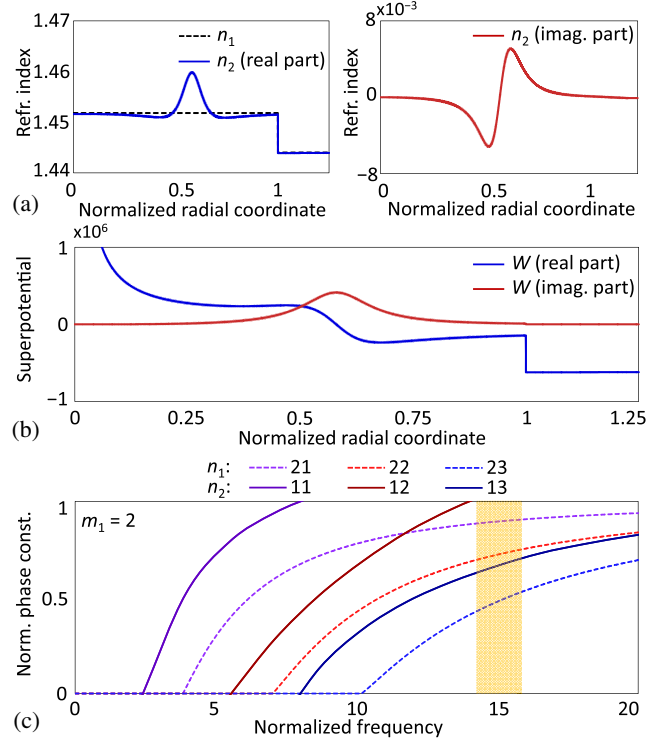 1.47
1.46
1.45
1.44
Refr. index
n1
n2 (real part)
0
0.5
1
Normalized radial coordinate
(a)
8×10⁻³
0
−8
Refr. index
n2 (imag. part)
0
0.5
1
Normalized radial coordinate
x10⁶
1
0
−1
Superpotential
W (real part)
W (imag. part)
0
0.25
0.5
0.75
1
1.25
Normalized radial coordinate
(b)
n1: 21 22 23
n2: 11 12 13
m1 = 2
1
0.5
0
Norm. phase const.
0
5
10
15
20
Normalized frequency
(c)